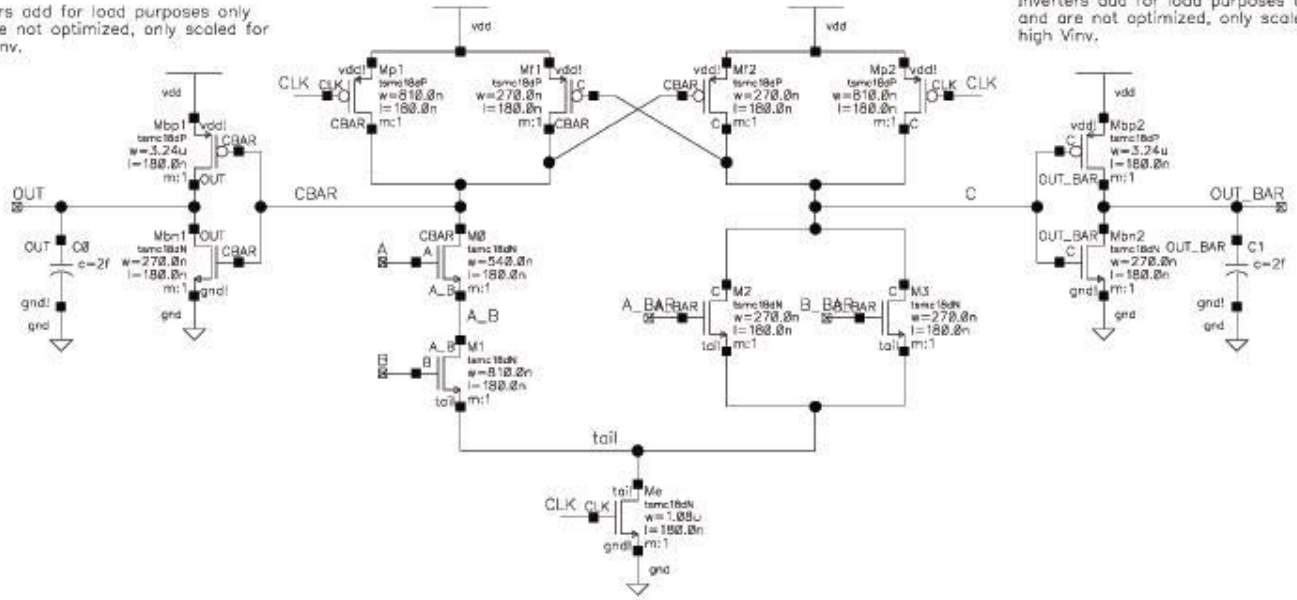 rs add for load purposes only
re not optimized, only scaled for
nv.
Inverters add for load purposes
and are not optimized, only scale
high Vinv.
vdd
vdd
vdd
vdd
CLK
CLK
vdd!
Mp1
tsmc18dP
w=810.0n
l=180.0n
m:1
CBAR
Mf1
vdd!
tsmc18dP
w=270.0n
l=180.0n
m:1
C
CBAR
vdd!
Mf2
tsmc18dP
w=270.0n
l=180.0n
m:1
CBAR
C
Mp2
vdd!
tsmc18dP
w=810.0n
l=180.0n
m:1
CLK
CLK
C
Mbp1
vdd!
tsmc18dP
w=3.24u
l=180.0n
m:1
CBAR
OUT
OUT
CBAR
Mbn1
OUT
tsmc18dN
w=270.0n
l=180.0n
m:1
CBAR
gnd!
gnd
OUT
C0
c=2f
gnd!
gnd
CBAR
M0
tsmc18dN
w=540.0n
l=180.0n
m:1
A
A
A_B
A_B
A_B
M1
tsmc18dN
w=810.0n
l=180.0n
m:1
B
B
tail
C
C
M2
tsmc18dN
w=270.0n
l=180.0n
m:1
tail
C
M3
tsmc18dN
w=270.0n
l=180.0n
m:1
tail
tail
CLK
CLK
tail
Me
tsmc18dN
w=1.08u
l=180.0n
m:1
gnd!
gnd
vdd!
Mbp2
tsmc18dP
w=3.24u
l=180.0n
m:1
C
OUT_BAR
OUT_BAR
OUT_BAR
Mbn2
tsmc18dN
w=270.0n
l=180.0n
m:1
C
gnd!
gnd
OUT_BAR
C1
c=2f
gnd!
gnd